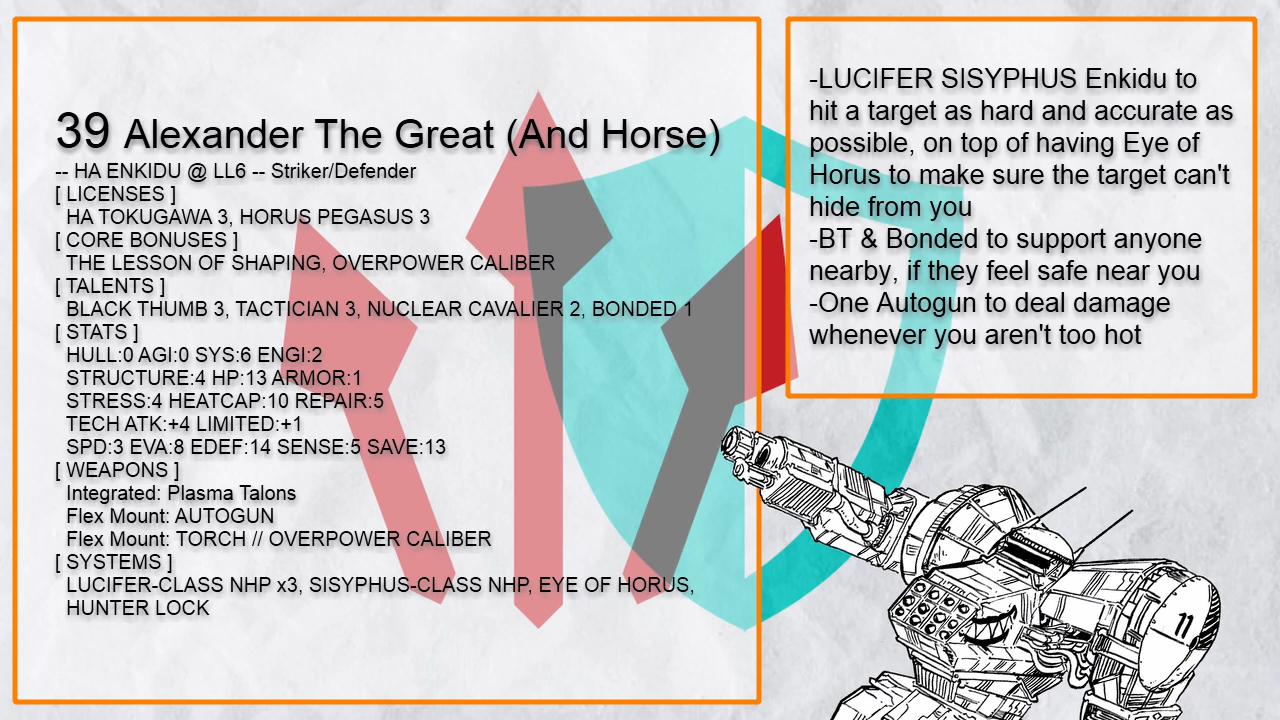 39 Alexander The Great (And Horse)
-- HA ENKIDU @ LL6 -- Striker/Defender
[ LICENSES ]
HA TOKUGAWA 3, HORUS PEGASUS 3
[ CORE BONUSES ]
THE LESSON OF SHAPING, OVERPOWER CALIBER
[ TALENTS ]
BLACK THUMB 3, TACTICIAN 3, NUCLEAR CAVALIER 2, BONDED 1
[ STATS ]
HULL:0 AGI:0 SYS:6 ENGI:2
STRUCTURE:4 HP:13 ARMOR:1
STRESS:4 HEATCAP:10 REPAIR:5
TECH ATK:+4 LIMITED:+1
SPD:3 EVA:8 EDEF:14 SENSE:5 SAVE:13
[ WEAPONS ]
Integrated: Plasma Talons
Flex Mount: AUTOGUN
Flex Mount: TORCH // OVERPOWER CALIBER
[ SYSTEMS ]
LUCIFER-CLASS NHP x3, SISYPHUS-CLASS NHP, EYE OF HORUS,
HUNTER LOCK
-LUCIFER SISYPHUS Enkidu to
hit a target as hard and accurate as
possible, on top of having Eye of
Horus to make sure the target can't
hide from you
-BT & Bonded to support anyone
nearby, if they feel safe near you
-One Autogun to deal damage
whenever you aren't too hot
11